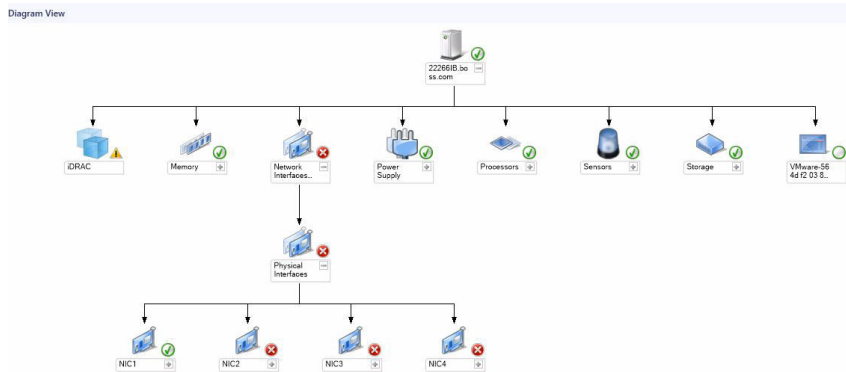 Diagram View
22266IB.bo
ss.com
iDRAC
Memory
Network
Interfaces...
Power
Supply
Processors
Sensors
Storage
VMware-56
4d f2 03 8...
Physical
Interfaces
NIC1
NIC2
NIC3
NIC4